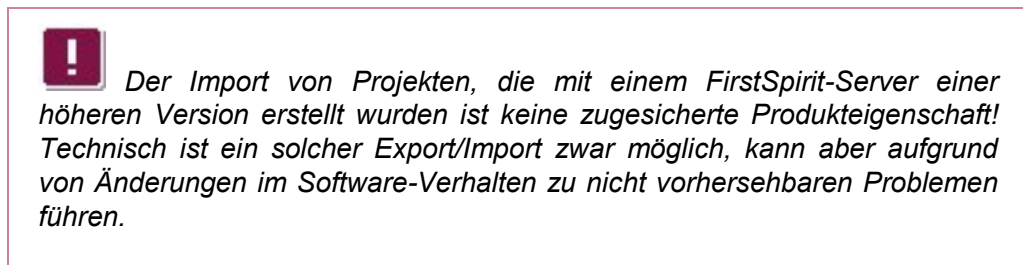 ! Der Import von Projekten, die mit einem FirstSpirit-Server einer
höheren Version erstellt wurden ist keine zugesicherte Produkteigenschaft!
Technisch ist ein solcher Export/Import zwar möglich, kann aber aufgrund
von Änderungen im Software-Verhalten zu nicht vorhersehbaren Problemen
führen.